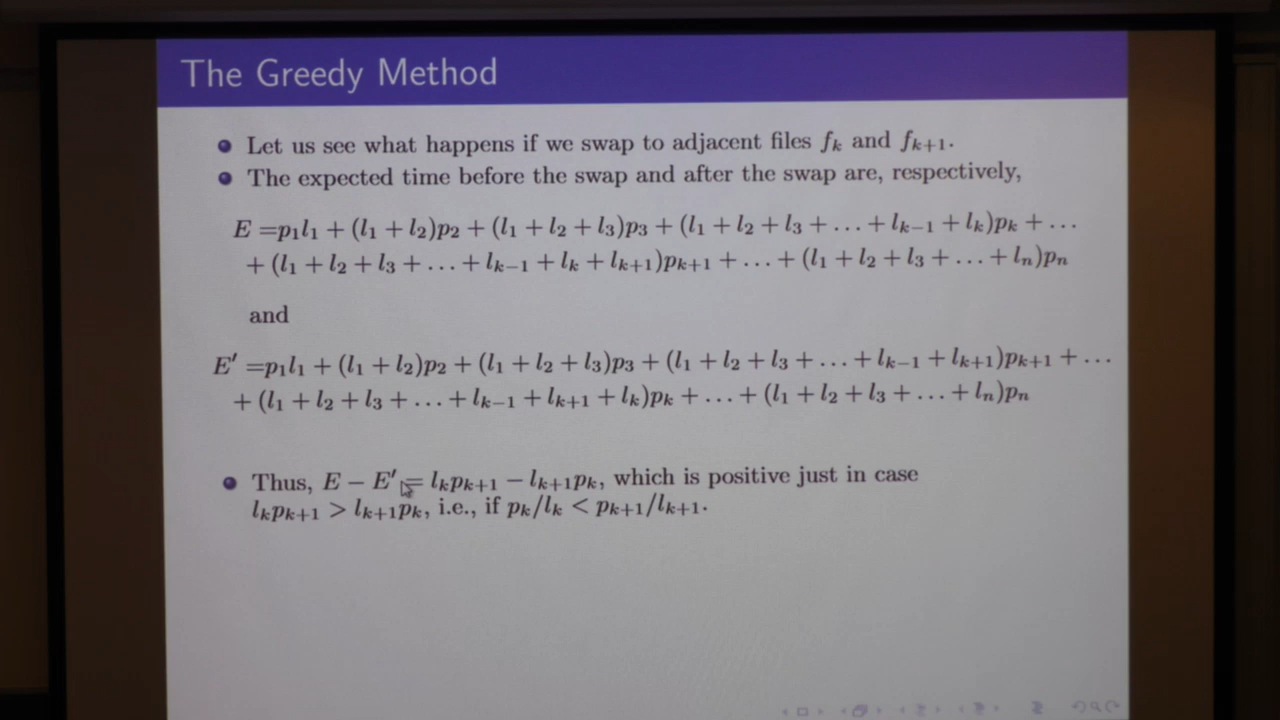 The Greedy Method
Let us see what happens if we swap to adjacent files f_k and f_{k+1}.
The expected time before the swap and after the swap are, respectively,
E =p_1l_1 + (l_1 + l_2)p_2 + (l_1 + l_2 + l_3)p_3 + (l_1 + l_2 + l_3 + … + l_{k−1} + l_k)p_k + …
+ (l_1 + l_2 + l_3 + … + l_{k−1} + l_k + l_{k+1})p_{k+1} + … + (l_1 + l_2 + l_3 + … + l_n)p_n
and
E′ =p_1l_1 + (l_1 + l_2)p_2 + (l_1 + l_2 + l_3)p_3 + (l_1 + l_2 + l_3 + … + l_{k−1} + l_{k+1})p_{k+1} + …
+ (l_1 + l_2 + l_3 + … + l_{k−1} + l_{k+1} + l_k)p_k + … + (l_1 + l_2 + l_3 + … + l_n)p_n
Thus, E − E′ = l_kp_{k+1} − l_{k+1}p_k, which is positive just in case
l_kp_{k+1} > l_{k+1}p_k, i.e., if p_k/l_k < p_{k+1}/l_{k+1}.